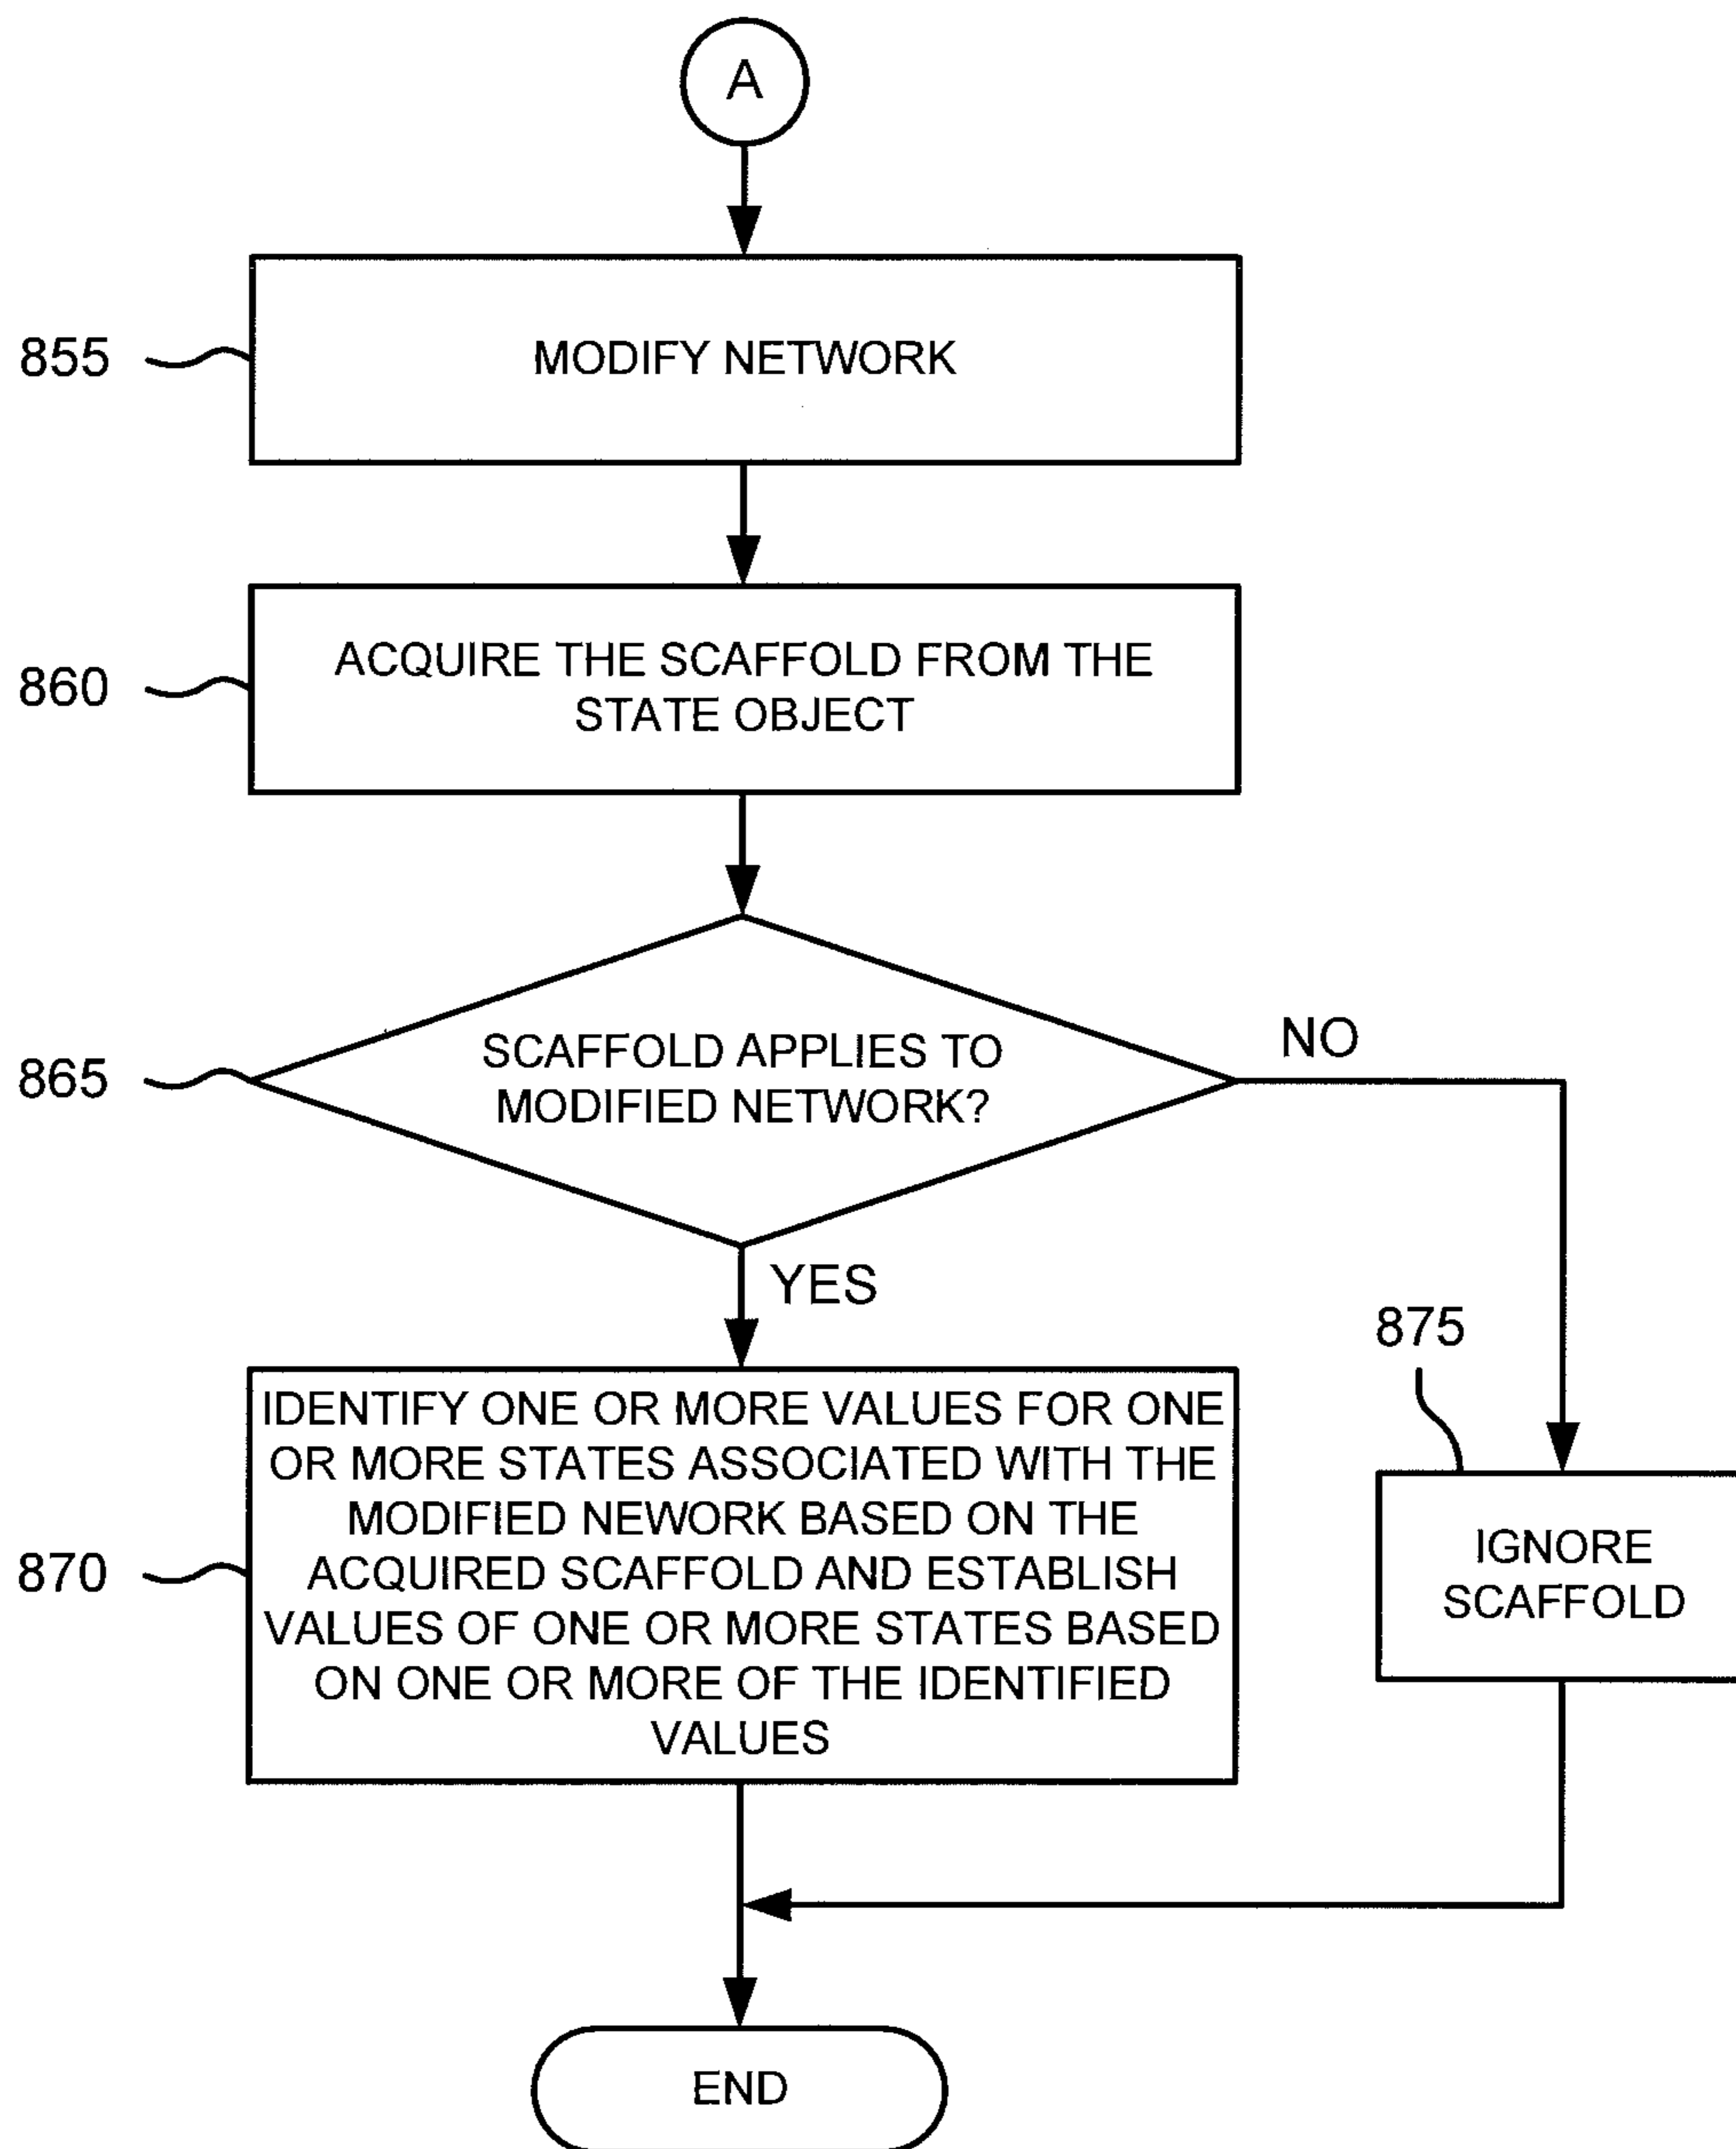 A
MODIFY NETWORK
855
ACQUIRE THE SCAFFOLD FROM THE
STATE OBJECT
860
SCAFFOLD APPLIES TO
MODIFIED NETWORK?
865
NO
YES
875
IDENTIFY ONE OR MORE VALUES FOR ONE
OR MORE STATES ASSOCIATED WITH THE
MODIFIED NEWORK BASED ON THE
ACQUIRED SCAFFOLD AND ESTABLISH
VALUES OF ONE OR MORE STATES BASED
ON ONE OR MORE OF THE IDENTIFIED
VALUES
870
IGNORE
SCAFFOLD
END